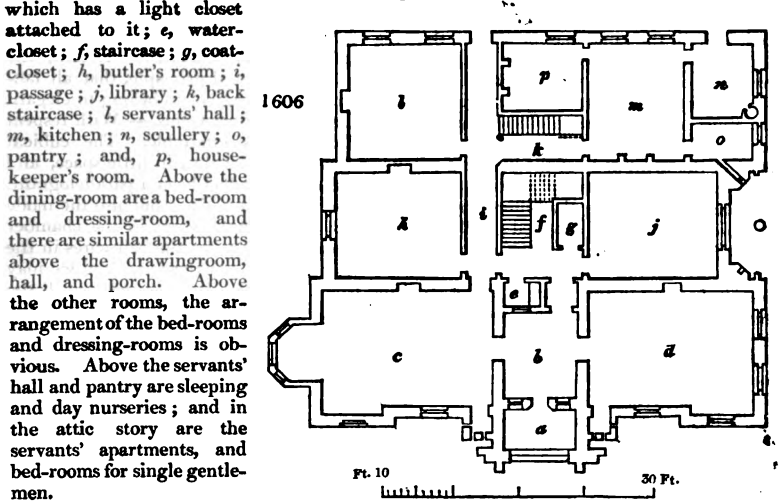 which has a light closet
attached to it; e, water-
closet; f, staircase; g, coat-
closet; h, butler's room; i,
passage; j, library; k, back
staircase; l, servants' hall;
m, kitchen; n, scullery; o,
pantry; and, p, house-
keeper's room. Above the
dining-room are a bed-room
and dressing-room, and
there are similar apartments
above the drawingroom,
hall, and porch. Above
the other rooms, the ar-
rangement of the bed-rooms
and dressing-rooms is ob-
vious. Above the servants'
hall and pantry are sleeping
and day nurseries; and in
the attic story are the
servants' apartments, and
bed-rooms for single gentle-
men.
1606
l
p
m
n
o
k
h
i
f
g
j
e
c
b
d
a
Ft. 10
30 Ft.